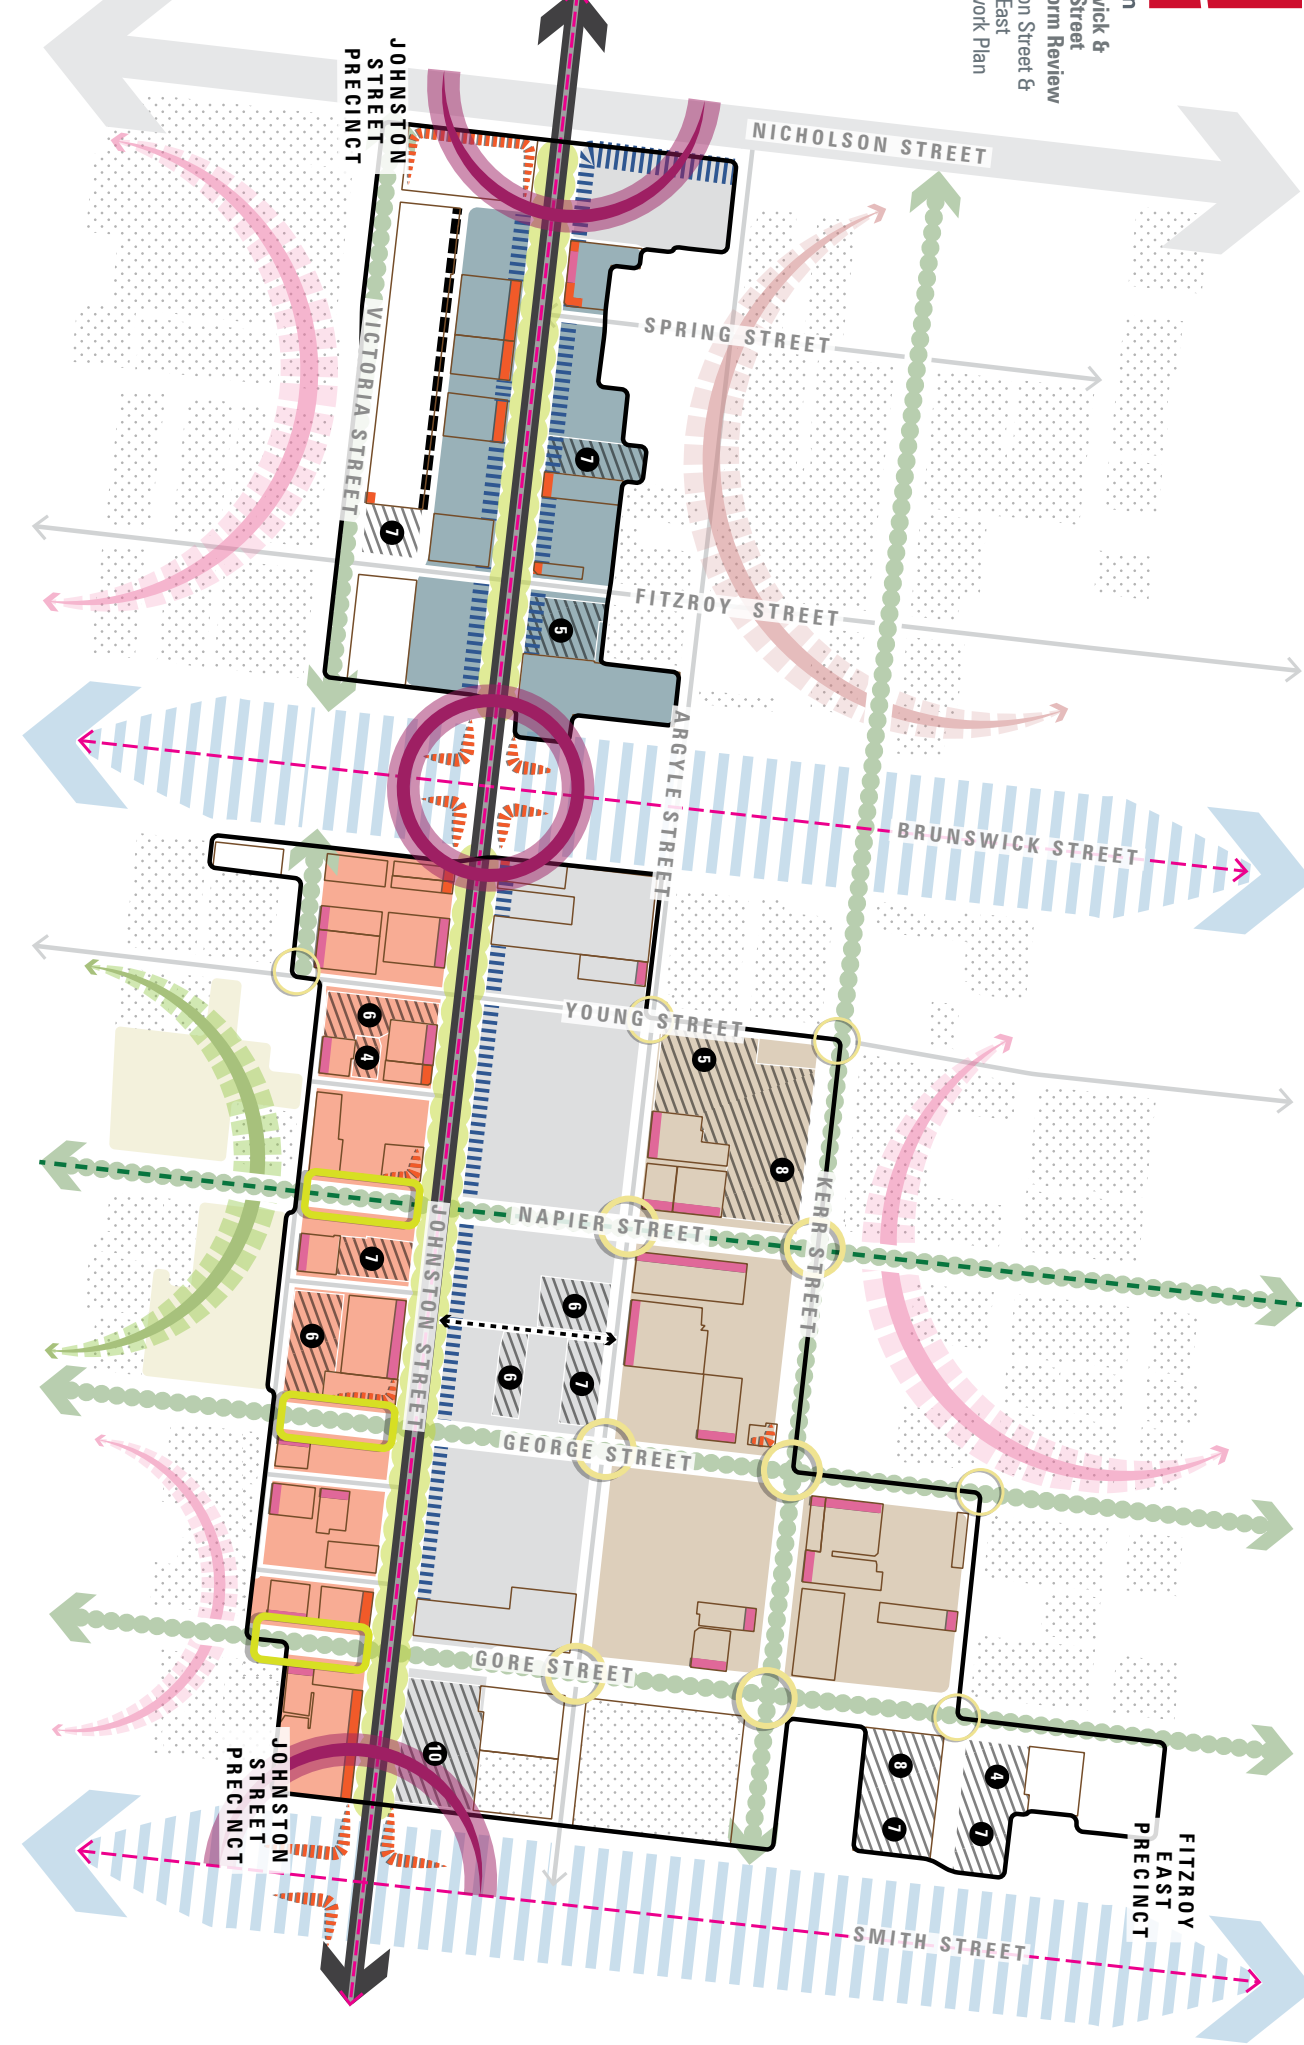 wick &
Street
orm Review
on Street &
East
work Plan
JOHNSTON
STREET
PRECINCT
NICHOLSON STREET
SPRING STREET
VICTORIA STREET
7
7
FITZROY STREET
5
ARGYLE STREET
BRUNSWICK STREET
YOUNG STREET
6
4
5
8
KERR STREET
NAPIER STREET
JOHNSTON STREET
7
6
6
6
7
GEORGE STREET
GORE STREET
10
8
7
4
7
JOHNSTON
STREET
PRECINCT
FITZROY
EAST
PRECINCT
SMITH STREET